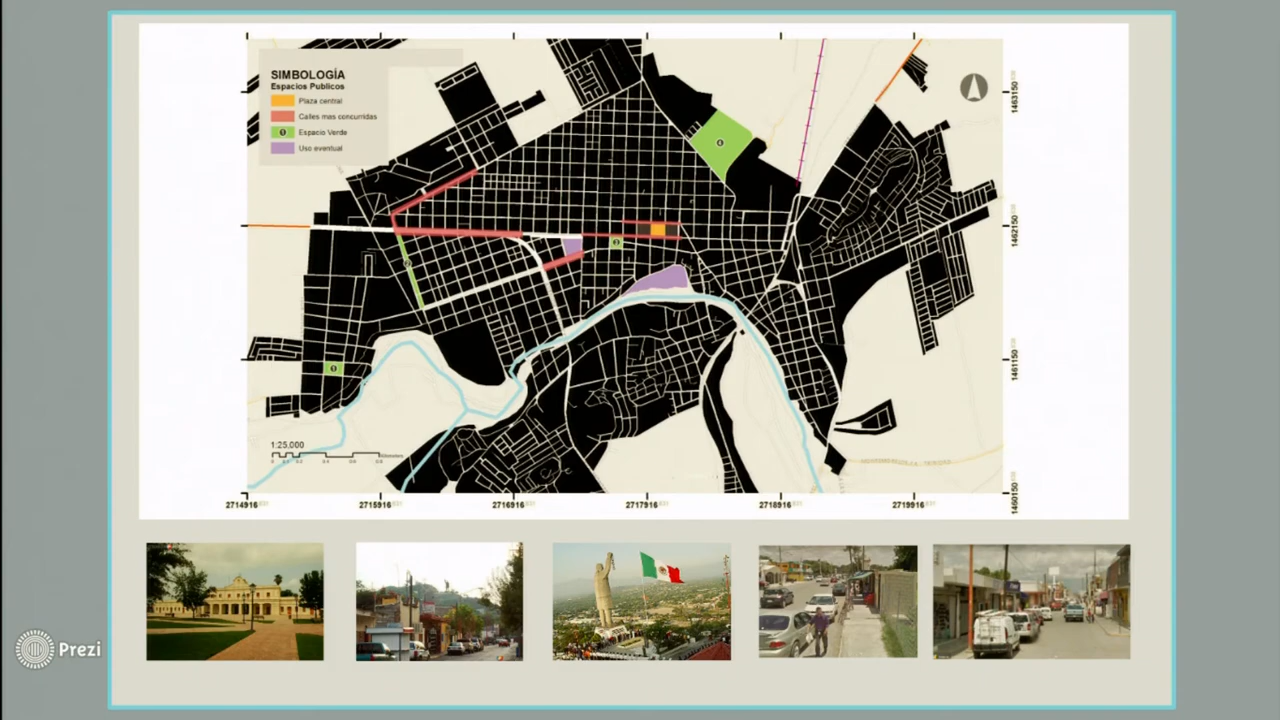 SIMBOLOGÍA
Espacios Publicos
Plaza central
Calles mas concurridas
Espacio Verde
Uso eventual
1:25,000
2714916
2715916
2716916
2717916
2718916
2719916
1463150
1462150
1461150
1460150
Prezi